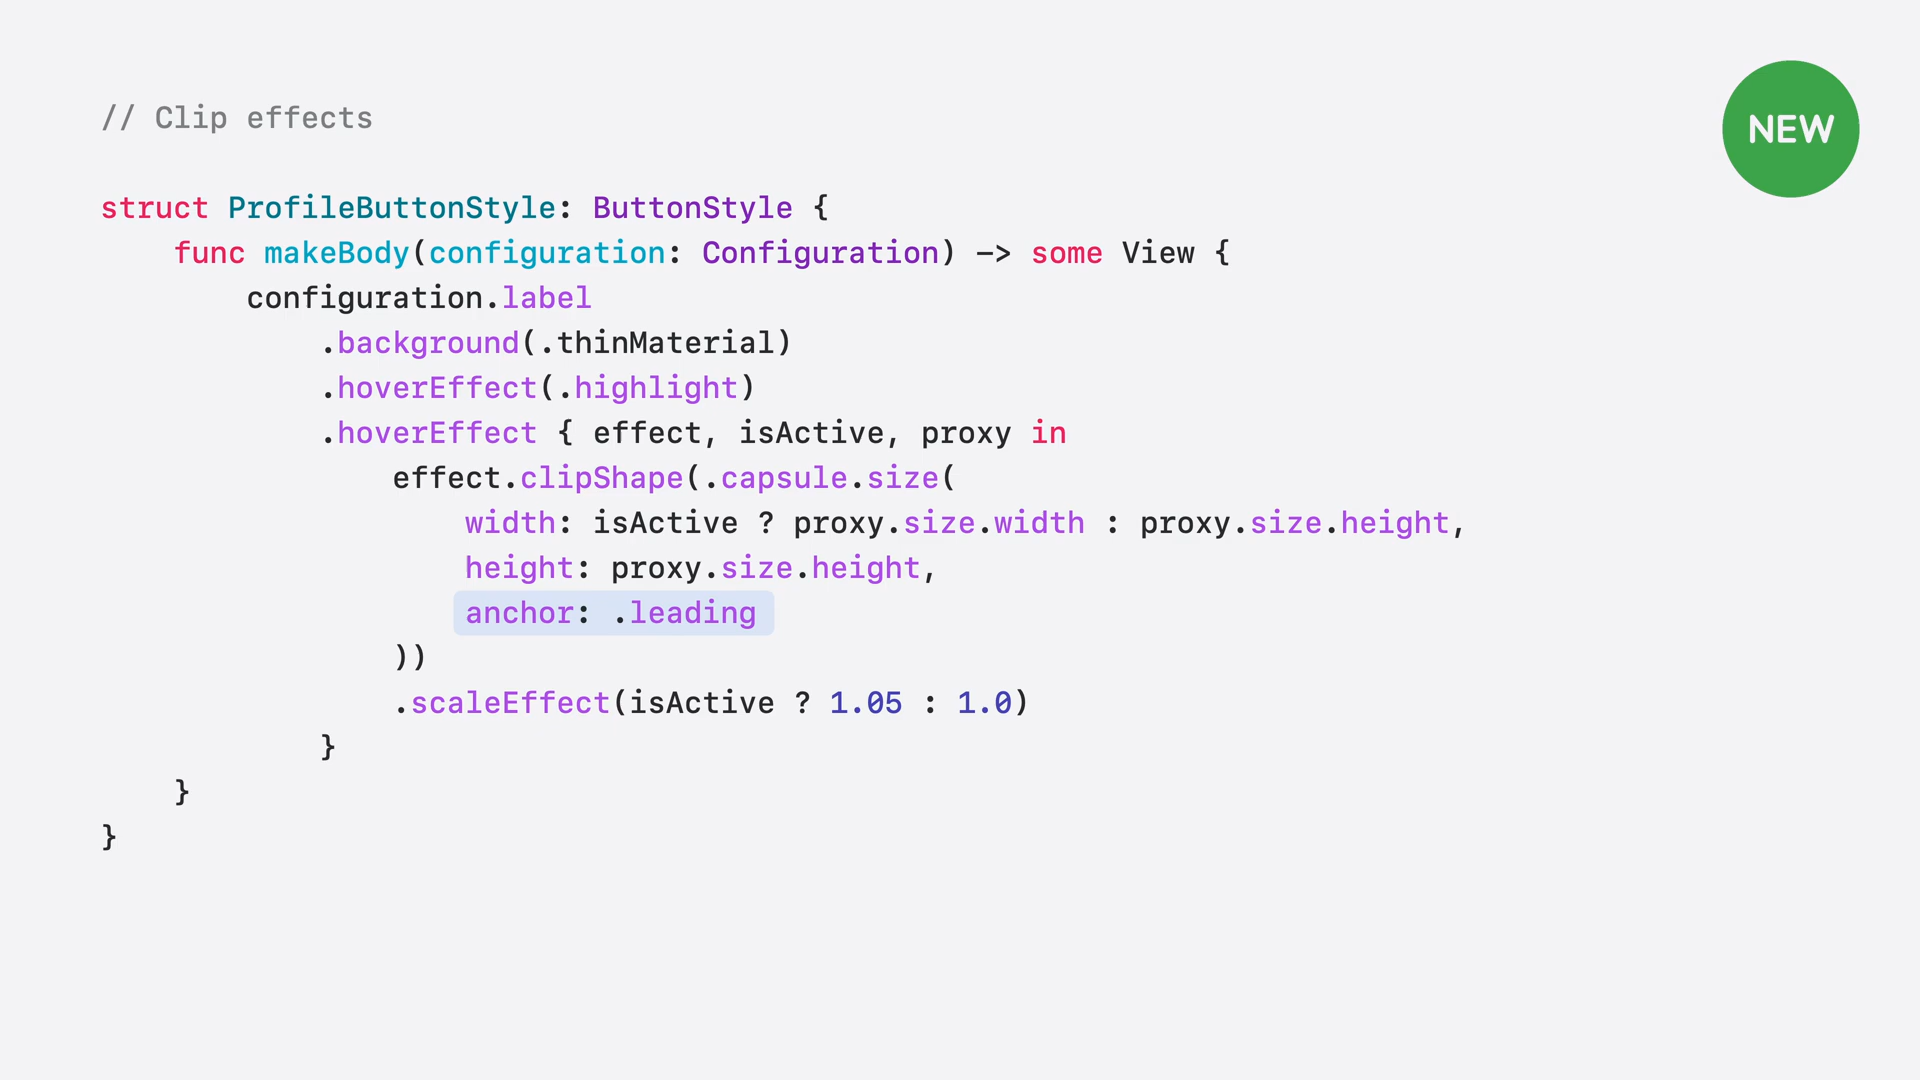 // Clip effects
NEW
struct ProfileButtonStyle: ButtonStyle {
    func makeBody(configuration: Configuration) -> some View {
        configuration.label
            .background(.thinMaterial)
            .hoverEffect(.highlight)
            .hoverEffect { effect, isActive, proxy in
                effect.clipShape(.capsule.size(
                    width: isActive ? proxy.size.width : proxy.size.height,
                    height: proxy.size.height,
                    anchor: .leading
                ))
                .scaleEffect(isActive ? 1.05 : 1.0)
            }
    }
}